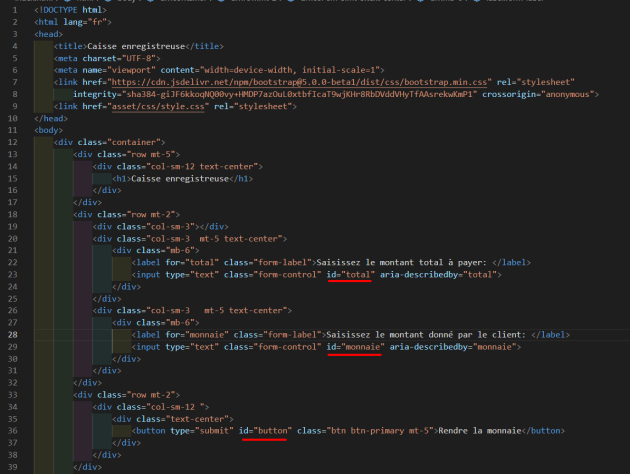 1 <!DOCTYPE html>
2 <html lang="fr">
3 <head>
4 <title>Caisse enregistreuse</title>
5 <meta charset="UTF-8">
6 <meta name="viewport" content="width=device-width, initial-scale=1">
7 <link href="https://cdn.jsdelivr.net/npm/bootstrap@5.0.0-beta1/dist/css/bootstrap.min.css" rel="stylesheet"
8 integrity="sha384-giJF6kkoqNQ00vy+HMDP7azOuL0xtbfIcaT9wjKHr8RbDVddVHyTfAAsrekwKmP1" crossorigin="anonymous">
9 <link href="asset/css/style.css" rel="stylesheet">
10 </head>
11 <body>
12 <div class="container">
13 <div class="row mt-5">
14 <div class="col-sm-12 text-center">
15 <h1>Caisse enregistreuse</h1>
16 </div>
17 </div>
18 <div class="row mt-2">
19 <div class="col-sm-3"></div>
20 <div class="col-sm-3  mt-5 text-center">
21 <div class="mb-6">
22 <label for="total" class="form-label">Saisissez le montant total à payer: </label>
23 <input type="text" class="form-control" id="total" aria-describedby="total">
24 </div>
25 </div>
26 <div class="col-sm-3   mt-5 text-center">
27 <div class="mb-6">
28 <label for="monnaie" class="form-label">Saisissez le montant donné par le client: </label>
29 <input type="text" class="form-control" id="monnaie" aria-describedby="monnaie">
30 </div>
31 </div>
32 </div>
33 <div class="row mt-2">
34 <div class="col-sm-12 ">
35 <div class="text-center">
36 <button type="submit" id="button" class="btn btn-primary mt-5">Rendre la monnaie</button>
37 </div>
38 </div>
39 </div>